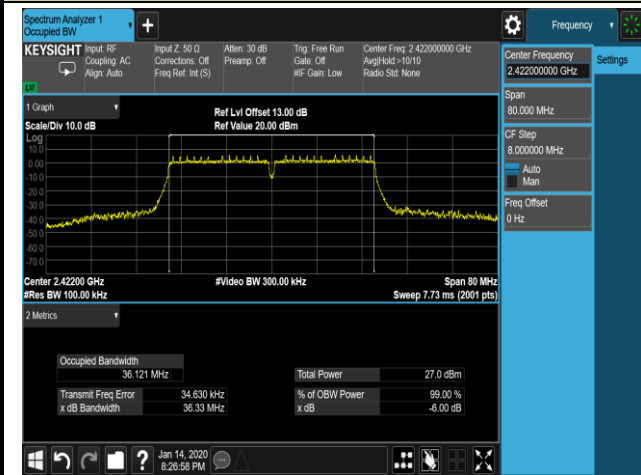 Spectrum Analyzer 1
Occupied BW
Frequency
KEYSIGHT
Input: RF
Coupling: AC
Align: Auto
Input Z: 50 Ω
Corrections: Off
Freq Ref: Int (S)
Atten: 30 dB
Preamp: Off
Trig: Free Run
Gate: Off
#IF Gain: Low
Center Freq: 2.422000000 GHz
Avg|Hold:>10/10
Radio Std: None
Center Frequency
2.422000000 GHz
Settings
Span
80.000 MHz
CF Step
8.000000 MHz
Auto
Man
Freq Offset
0 Hz
1 Graph
Scale/Div 10.0 dB
Ref Lvl Offset 13.00 dB
Ref Value 20.00 dBm
Log
10.0
0.00
-10.0
-20.0
-30.0
-40.0
-50.0
-60.0
-70.0
Center 2.42200 GHz
#Video BW 300.00 kHz
Span 80 MHz
#Res BW 100.00 kHz
Sweep 7.73 ms (2001 pts)
2 Metrics
Occupied Bandwidth
36.121 MHz
Total Power 27.0 dBm
Transmit Freq Error 34.630 kHz
% of OBW Power 99.00 %
x dB Bandwidth 36.33 MHz
x dB -6.00 dB
?
Jan 14, 2020
8:26:58 PM